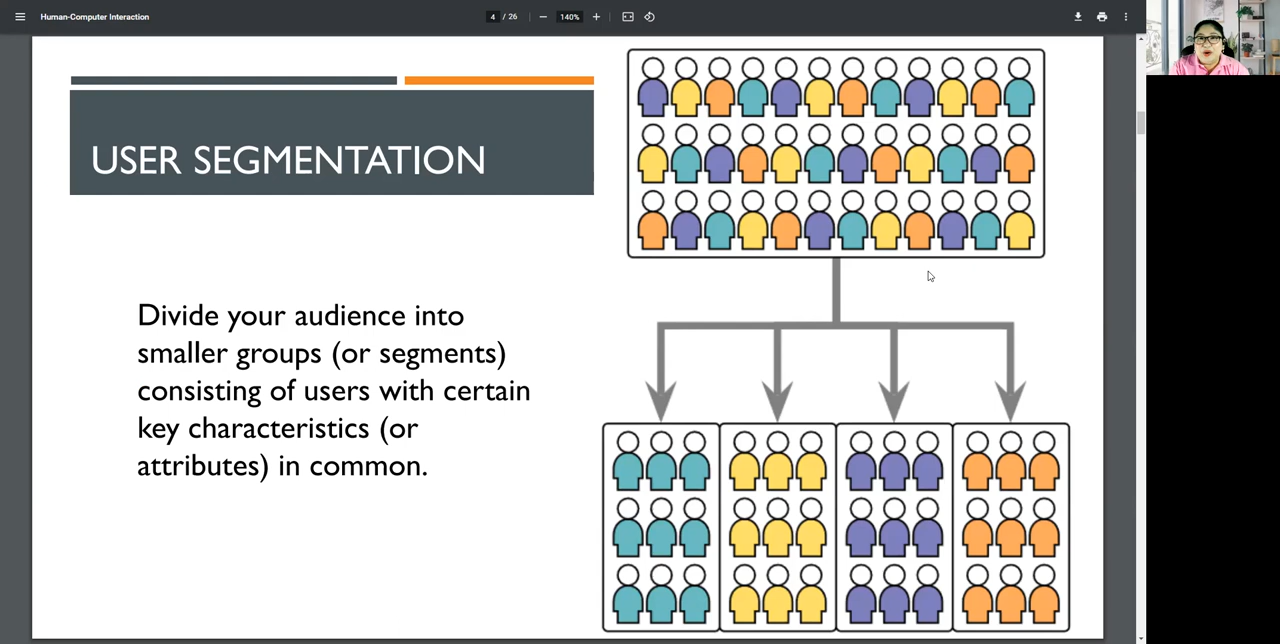 Human-Computer Interaction
4 / 26
140%
USER SEGMENTATION
Divide your audience into
smaller groups (or segments)
consisting of users with certain
key characteristics (or
attributes) in common.